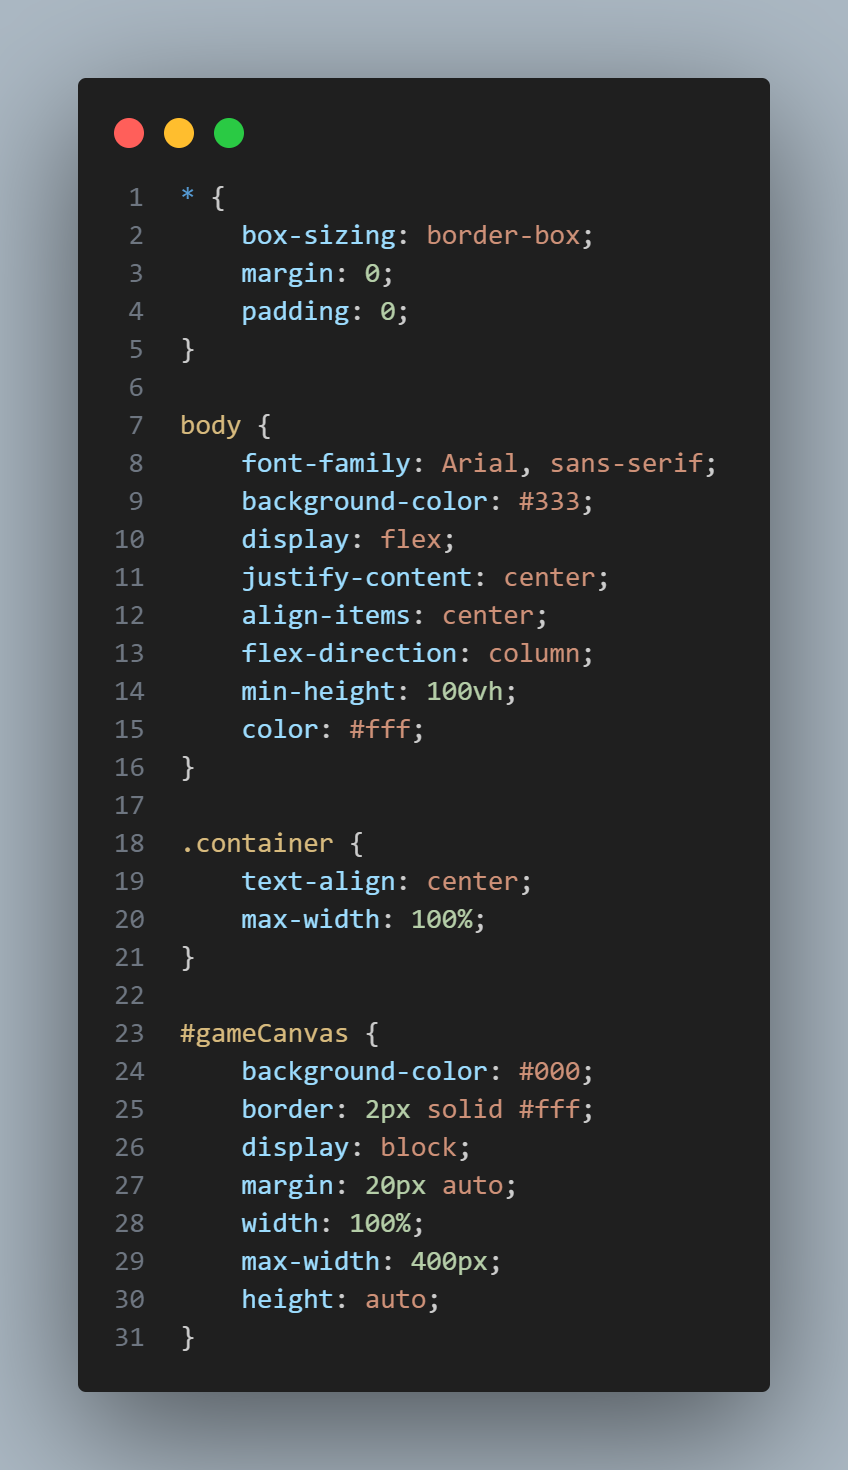 1 * {
2     box-sizing: border-box;
3     margin: 0;
4     padding: 0;
5 }
6
7 body {
8     font-family: Arial, sans-serif;
9     background-color: #333;
10     display: flex;
11     justify-content: center;
12     align-items: center;
13     flex-direction: column;
14     min-height: 100vh;
15     color: #fff;
16 }
17
18 .container {
19     text-align: center;
20     max-width: 100%;
21 }
22
23 #gameCanvas {
24     background-color: #000;
25     border: 2px solid #fff;
26     display: block;
27     margin: 20px auto;
28     width: 100%;
29     max-width: 400px;
30     height: auto;
31 }